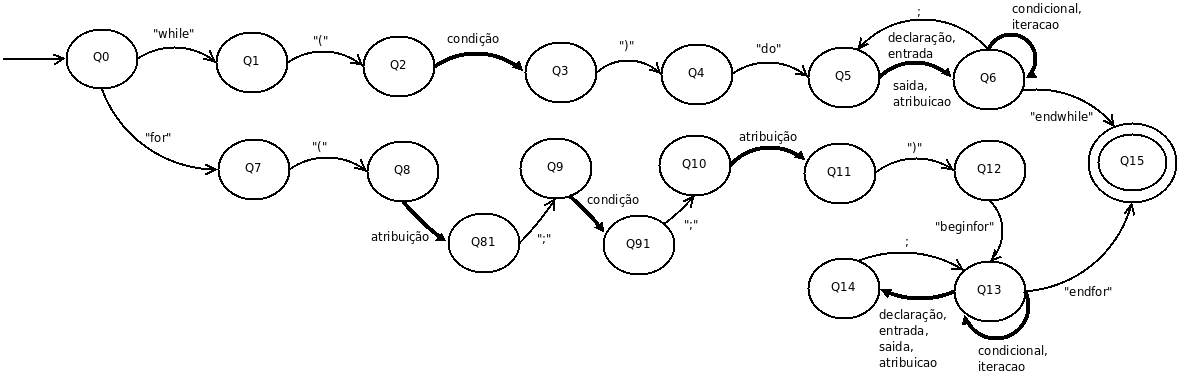 Q0
"while"
Q1
"("
Q2
condição
Q3
")"
Q4
"do"
Q5
;
declaração,
entrada
saida,
atribuicao
Q6
condicional,
iteracao
"endwhile"
Q15
"for"
Q7
"("
Q8
atribuição
Q81
";"
Q9
condição
Q91
";"
Q10
atribuição
Q11
")"
Q12
"beginfor"
Q13
;
Q14
declaração,
entrada,
saida,
atribuicao
condicional,
iteracao
"endfor"